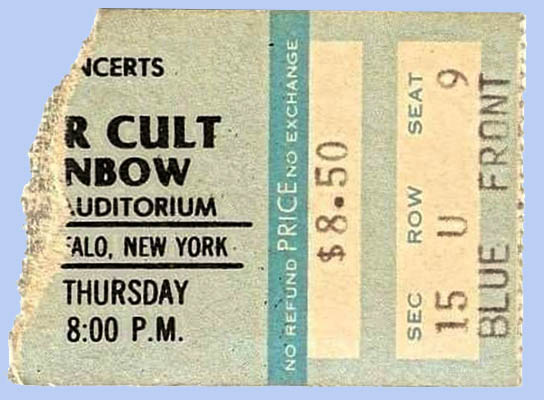 NCERTS
R CULT
NBOW
AUDITORIUM
ALO, NEW YORK
THURSDAY
8:00 P.M.
NO REFUND PRICE NO EXCHANGE
$8.50
SEC ROW SEAT
15 U 9
BLUE FRONT